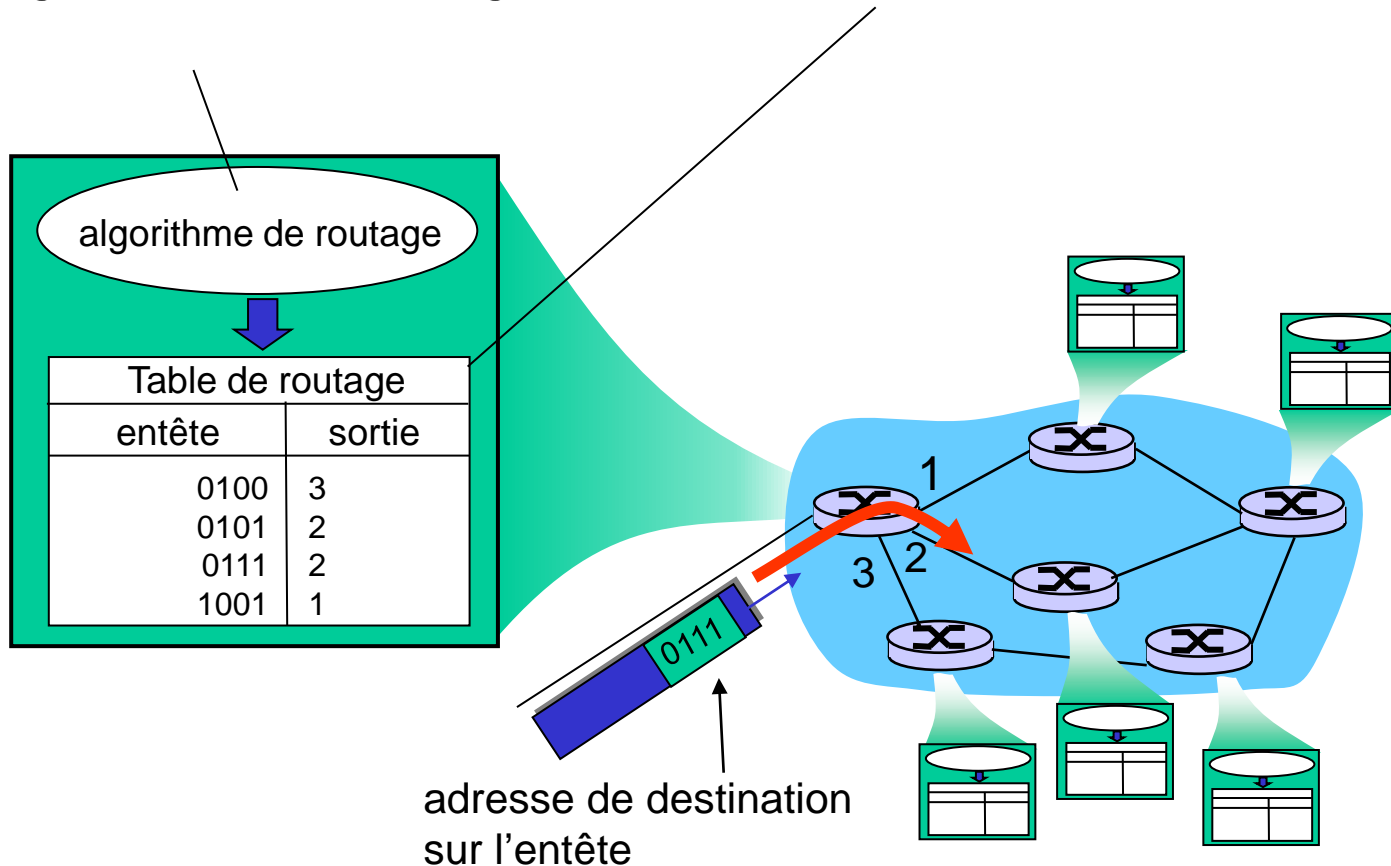 algorithme de routage
Table de routage
entête sortie
0100 3
0101 2
0111 2
1001 1
1
2
3
0111
adresse de destination
sur l'entête